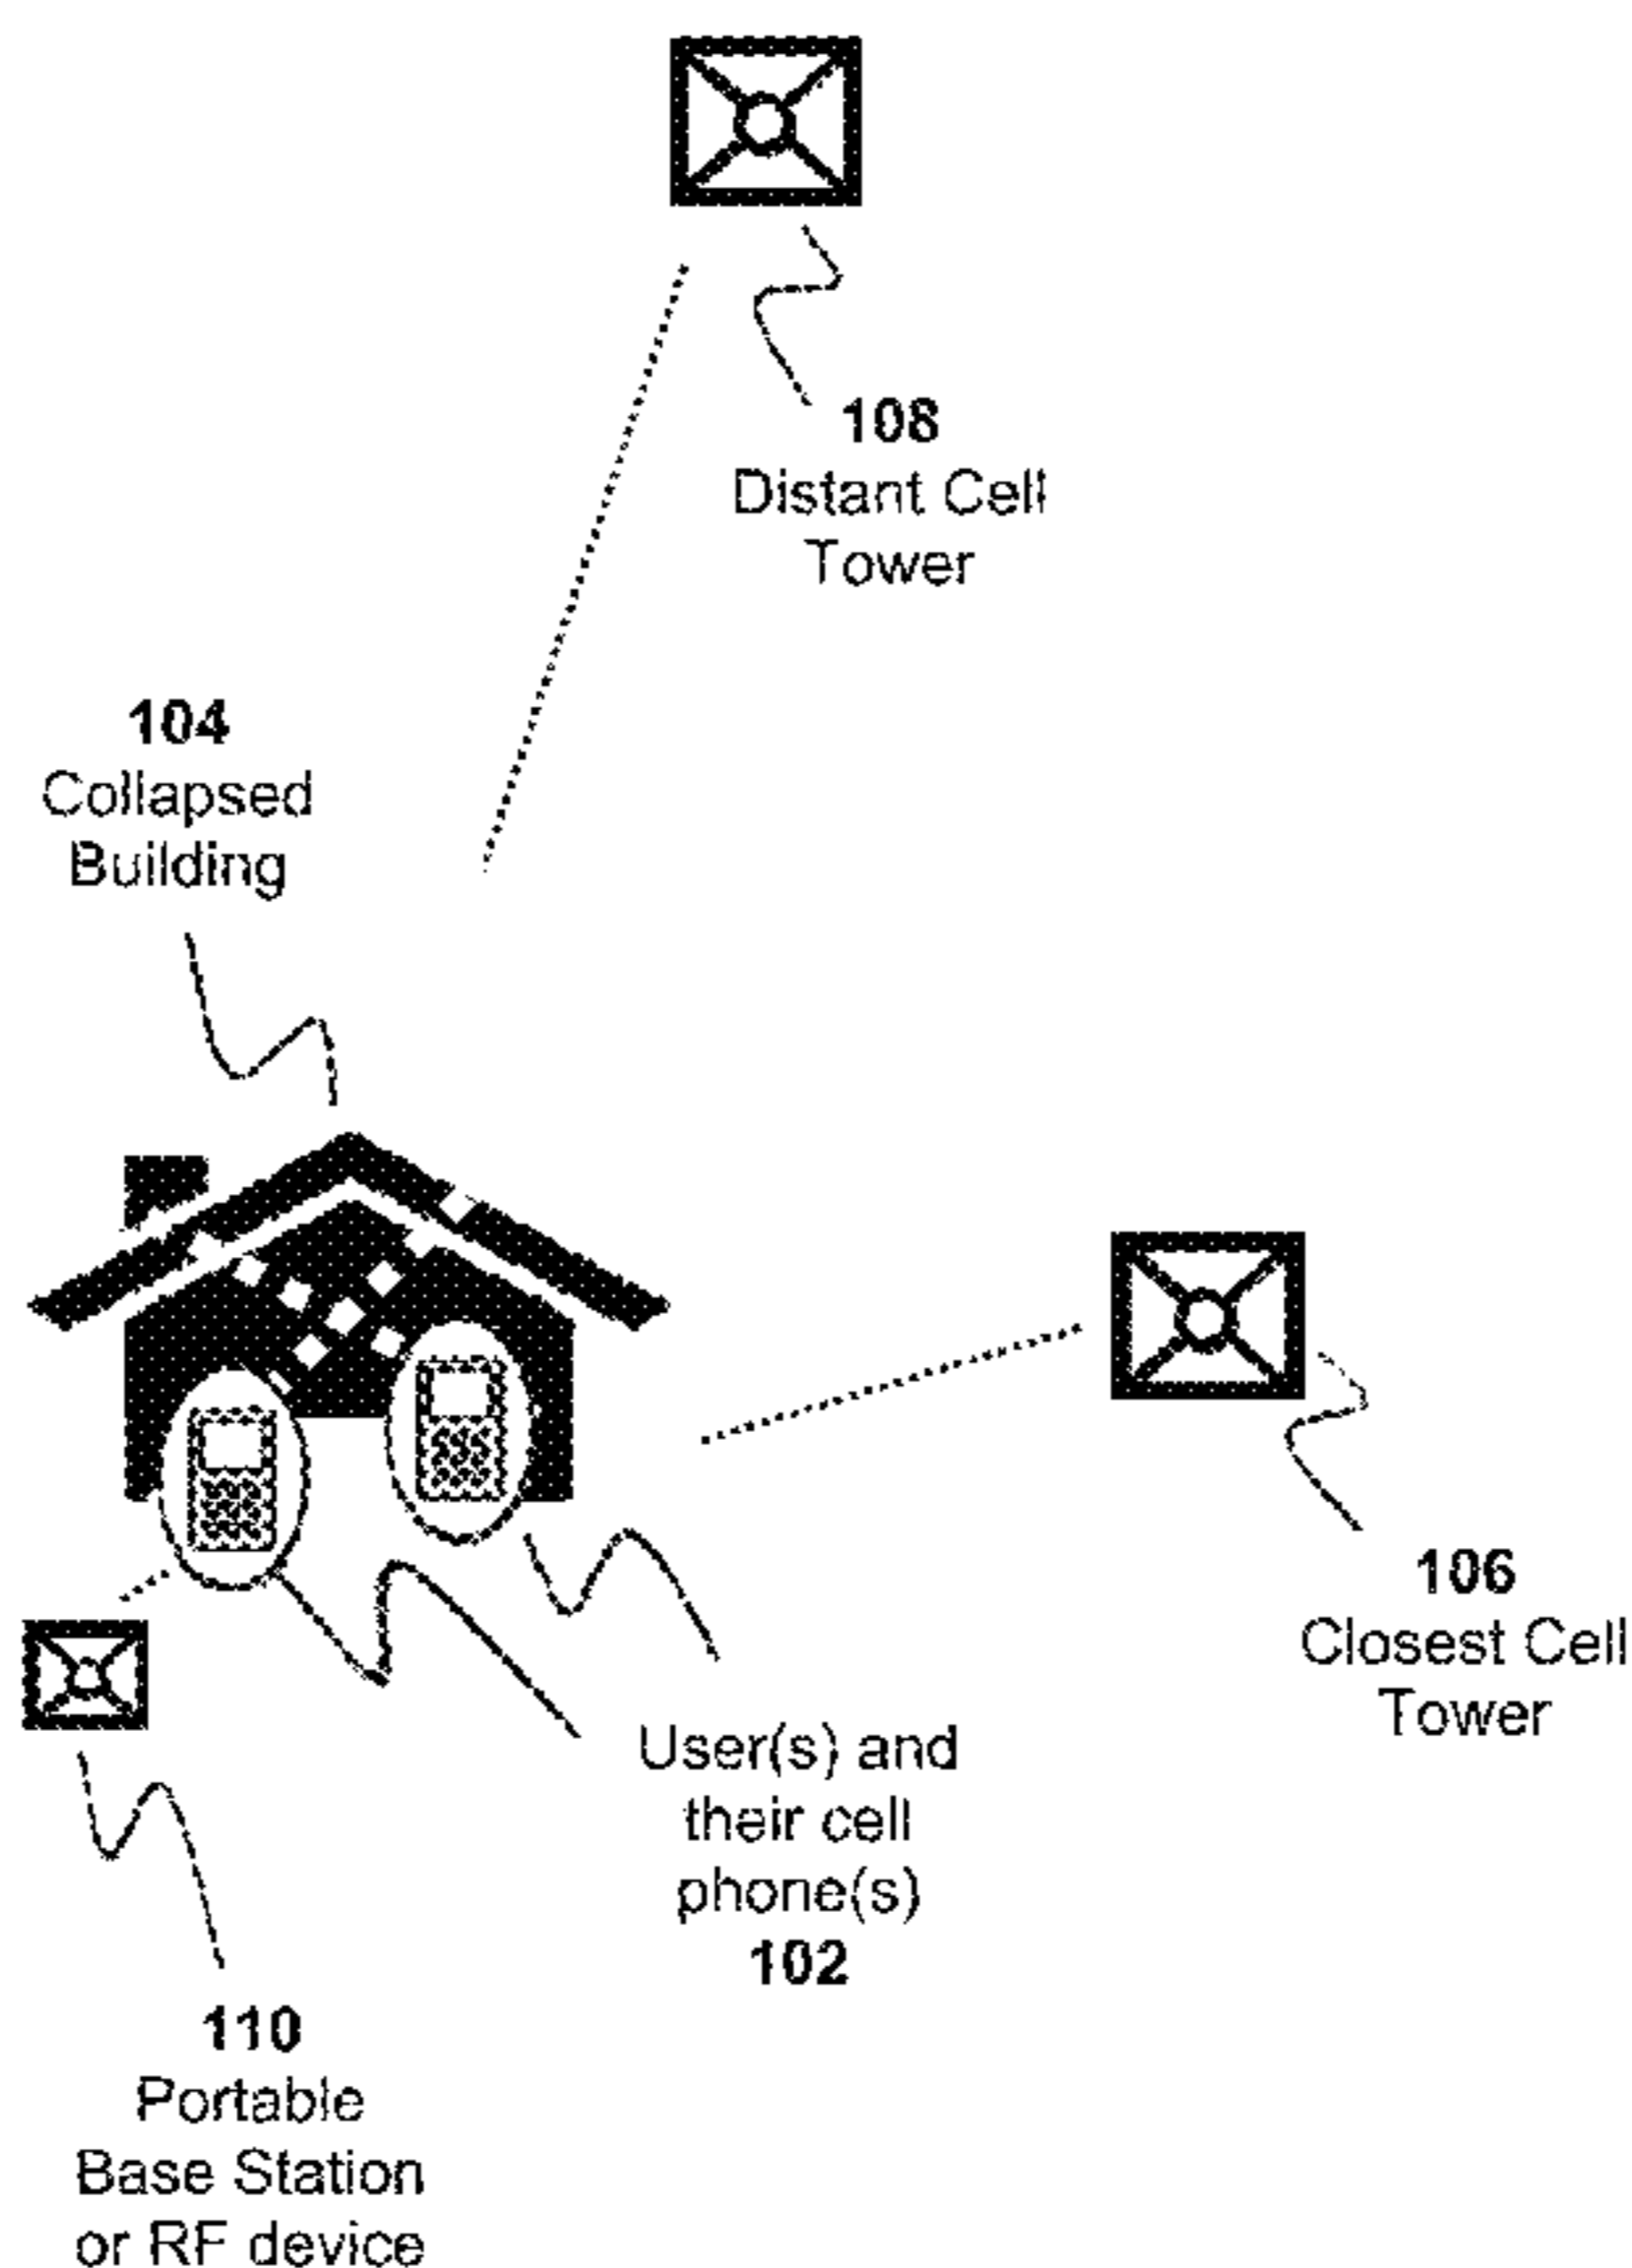 108
Distant Cell
Tower
104
Collapsed
Building
106
Closest Cell
Tower
User(s) and
their cell
phone(s)
102
110
Portable
Base Station
or RF device